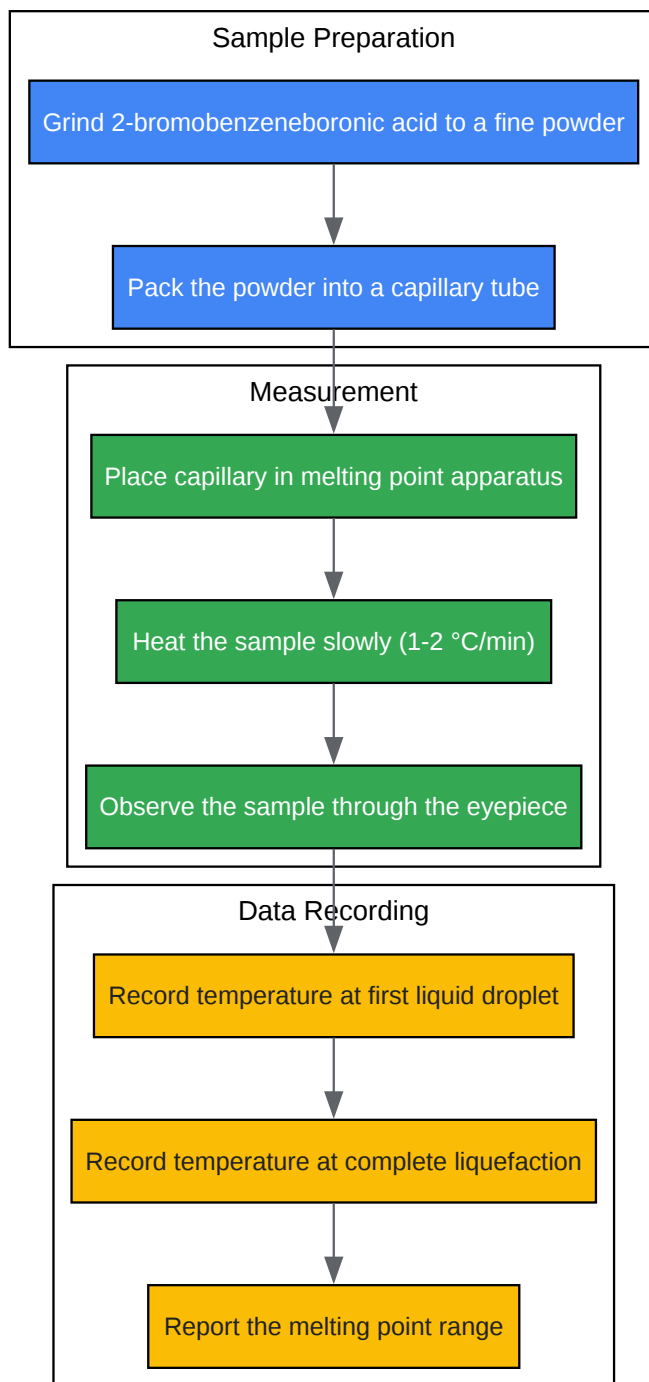 Sample Preparation
Grind 2-bromobenzeneboronic acid to a fine powder
Pack the powder into a capillary tube
Measurement
Place capillary in melting point apparatus
Heat the sample slowly (1-2 °C/min)
Observe the sample through the eyepiece
Data Recording
Record temperature at first liquid droplet
Record temperature at complete liquefaction
Report the melting point range